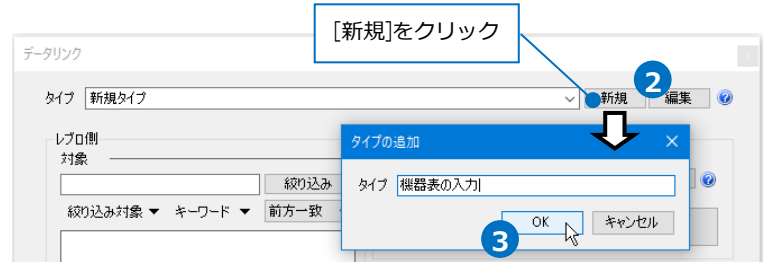 [新規]をクリック
データリンク
タイプ 新規タイプ 新規 編集
2
レブロ側
対象
タイプの追加
絞り込み
タイプ 機器表の入力
絞り込み対象 ▼ キーワード ▼ 前方一致
OK キャンセル
3